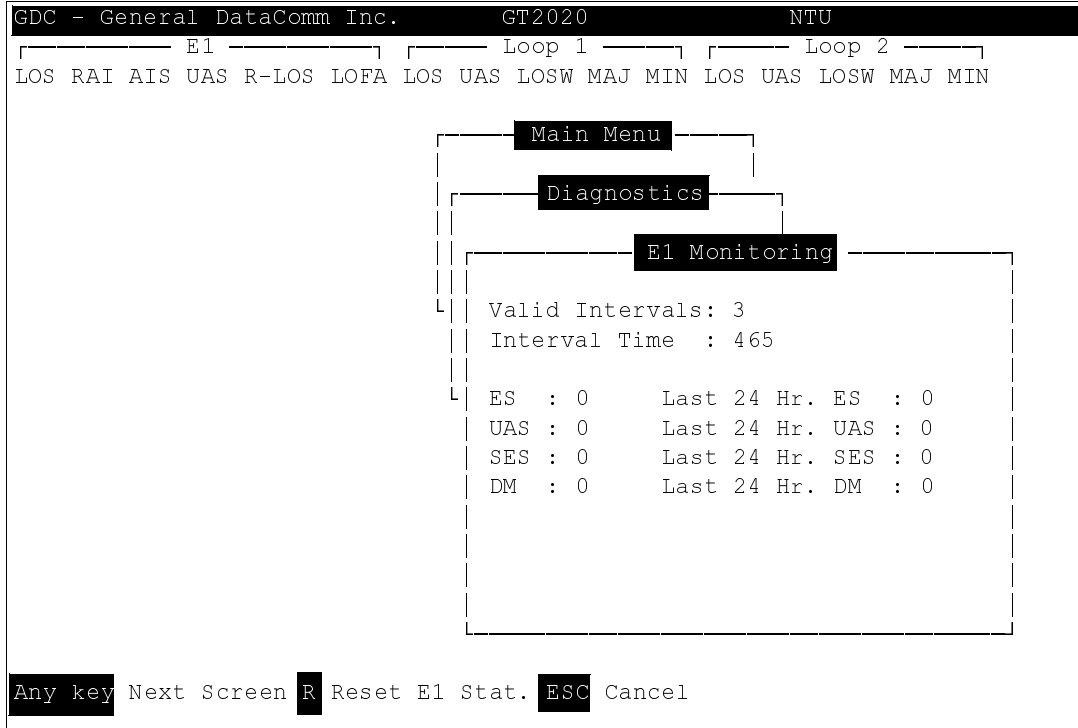 GDC - General DataComm Inc. GT2020 NTU
E1 Loop 1 Loop 2
LOS RAI AIS UAS R-LOS LOFA LOS UAS LOSW MAJ MIN LOS UAS LOSW MAJ MIN
Main Menu
Diagnostics
E1 Monitoring
Valid Intervals: 3
Interval Time : 465
ES : 0 Last 24 Hr. ES : 0
UAS : 0 Last 24 Hr. UAS : 0
SES : 0 Last 24 Hr. SES : 0
DM : 0 Last 24 Hr. DM : 0
Any key Next Screen R Reset E1 Stat. ESC Cancel